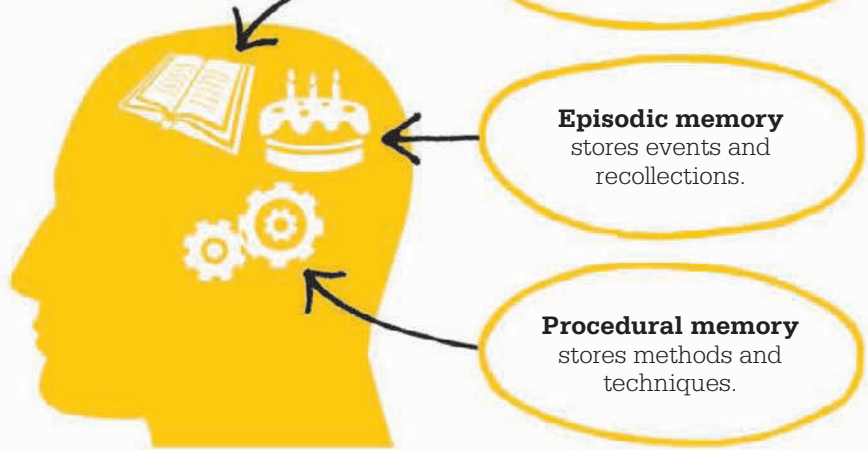 Episodic memory
stores events and
recollections.
Procedural memory
stores methods and
techniques.